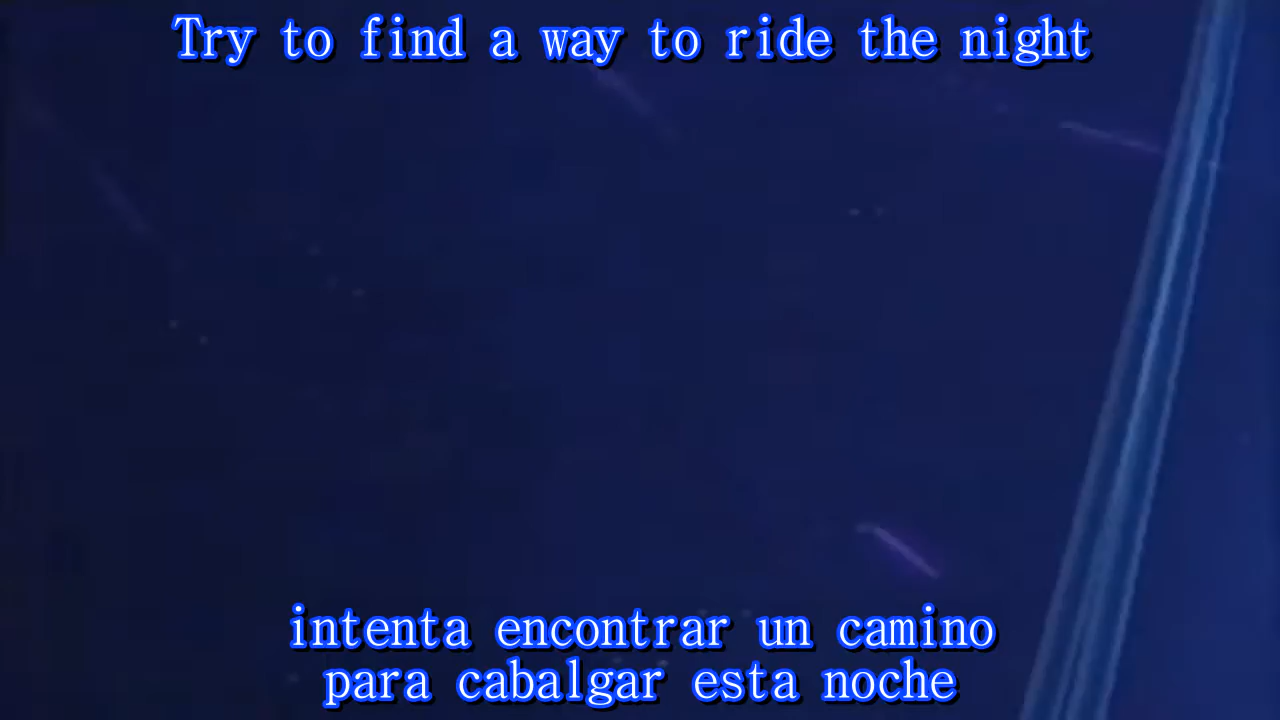 Try to find a way to ride the night
intenta encontrar un camino
para cabalgar esta noche